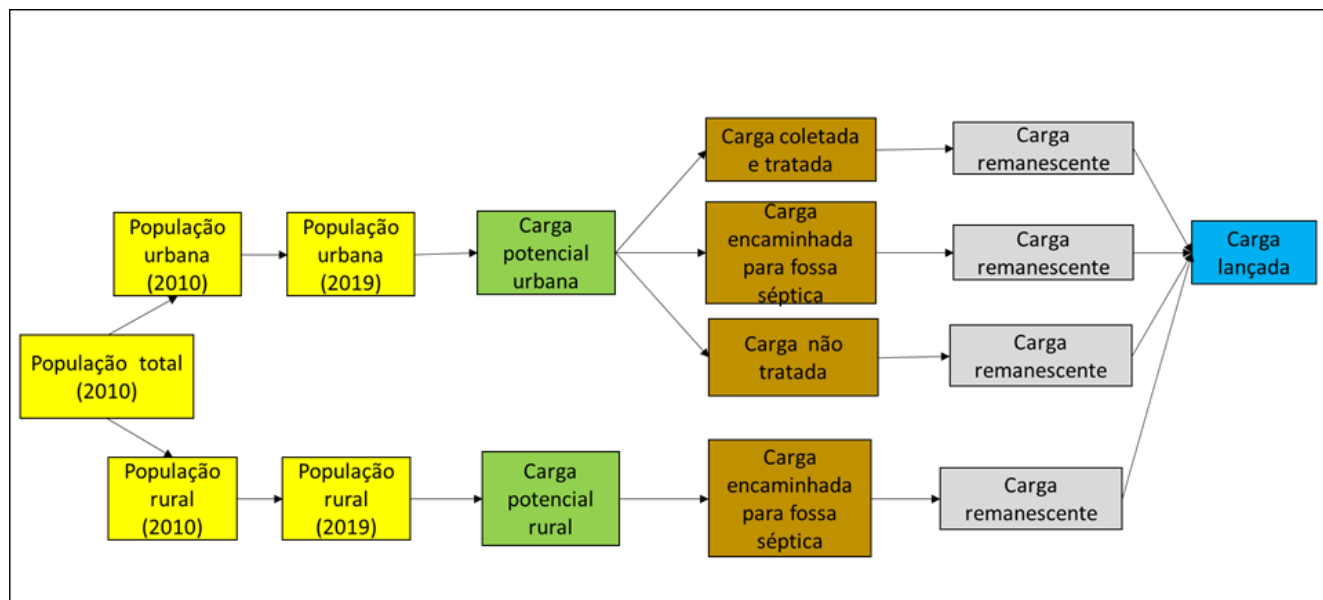 População
urbana
(2010)
População
urbana
(2019)
Carga
potencial
urbana
Carga coletada
e tratada
Carga
remanescente
Carga
encaminhada
para fossa
séptica
Carga
remanescente
Carga não
tratada
Carga
remanescente
Carga
lançada
População total
(2010)
População
rural
(2010)
População
rural
(2019)
Carga
potencial
rural
Carga
encaminhada
para fossa
séptica
Carga
remanescente